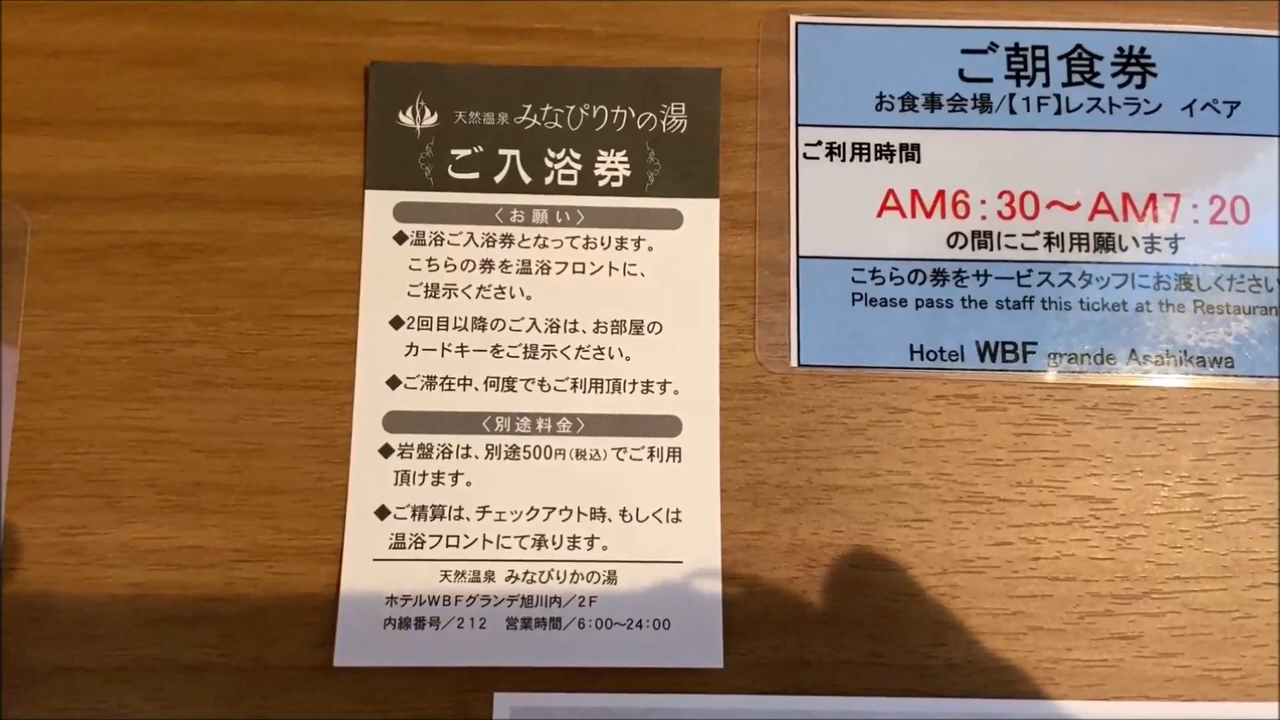 天然温泉 みなぴりかの湯
ご入浴券
〈お願い〉
◆温浴ご入浴券となっております。
こちらの券を温浴フロントに、
ご提示ください。
◆2回目以降のご入浴は、お部屋の
カードキーをご提示ください。
◆ご滞在中、何度でもご利用頂けます。
〈別途料金〉
◆岩盤浴は、別途500円(税込)でご利用
頂けます。
◆ご精算は、チェックアウト時、もしくは
温浴フロントにて承ります。
天然温泉 みなぴりかの湯
ホテルWBFグランデ旭川内/2F
内線番号/212 営業時間/6:00~24:00
ご朝食券
お食事会場/【1F】レストラン イペア
ご利用時間
AM6:30~AM7:20
の間にご利用願います
こちらの券をサービススタッフにお渡しください
Please pass the staff this ticket at the Restauran
Hotel WBF grande Asahikawa